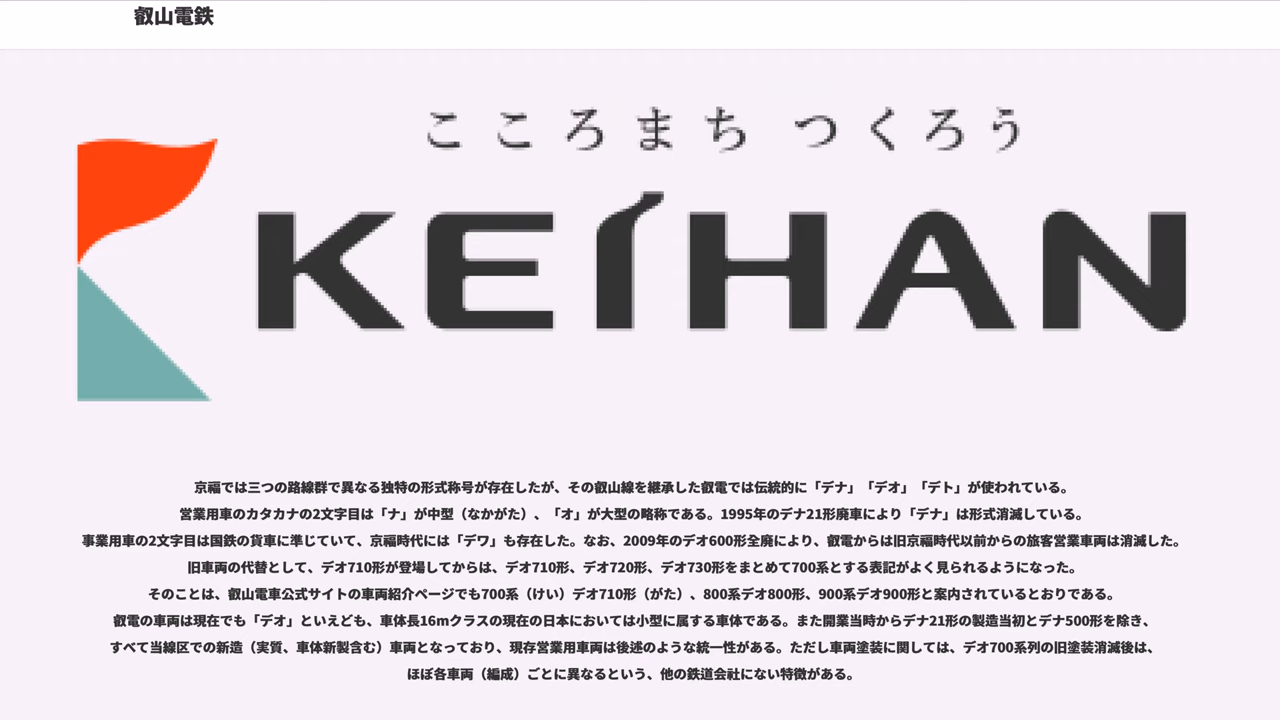 叡山電鉄
こころまち つくろう
KEIHAN
京福では三つの路線群で異なる独特の形式称号が存在したが、その叡山線を継承した叡電では伝統的に「デナ」「デオ」「デト」が使われている。
営業用車のカタカナの2文字目は「ナ」が中型（なかがた）、「オ」が大型の略称である。1995年のデナ21形廃車により「デナ」は形式消滅している。
事業用車の2文字目は国鉄の貨車に準じていて、京福時代には「デワ」も存在した。なお、2009年のデオ600形全廃により、叡電からは旧京福時代以前からの旅客営業車両は消滅した。
旧車両の代替として、デオ710形が登場してからは、デオ710形、デオ720形、デオ730形をまとめて700系とする表記がよく見られるようになった。
そのことは、叡山電車公式サイトの車両紹介ページでも700系（けい）デオ710形（がた）、800系デオ800形、900系デオ900形と案内されているとおりである。
叡電の車両は現在でも「デオ」といえども、車体長16mクラスの現在の日本においては小型に属する車体である。また開業当時からデナ21形の製造当初とデナ500形を除き、
すべて当線区での新造（実質、車体新製含む）車両となっており、現存営業用車両は後述のような統一性がある。ただし車両塗装に関しては、デオ700系列の旧塗装消滅後は、
ほぼ各車両（編成）ごとに異なるという、他の鉄道会社にない特徴がある。